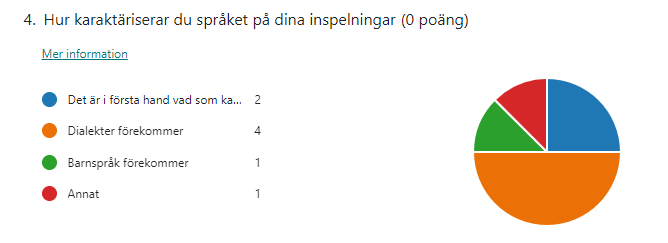 4. Hur karaktäriserar du språket på dina inspelningar (0 poäng)
Mer information
Det är i första hand vad som ka... 2
Dialekter förekommer 4
Barnspråk förekommer 1
Annat 1